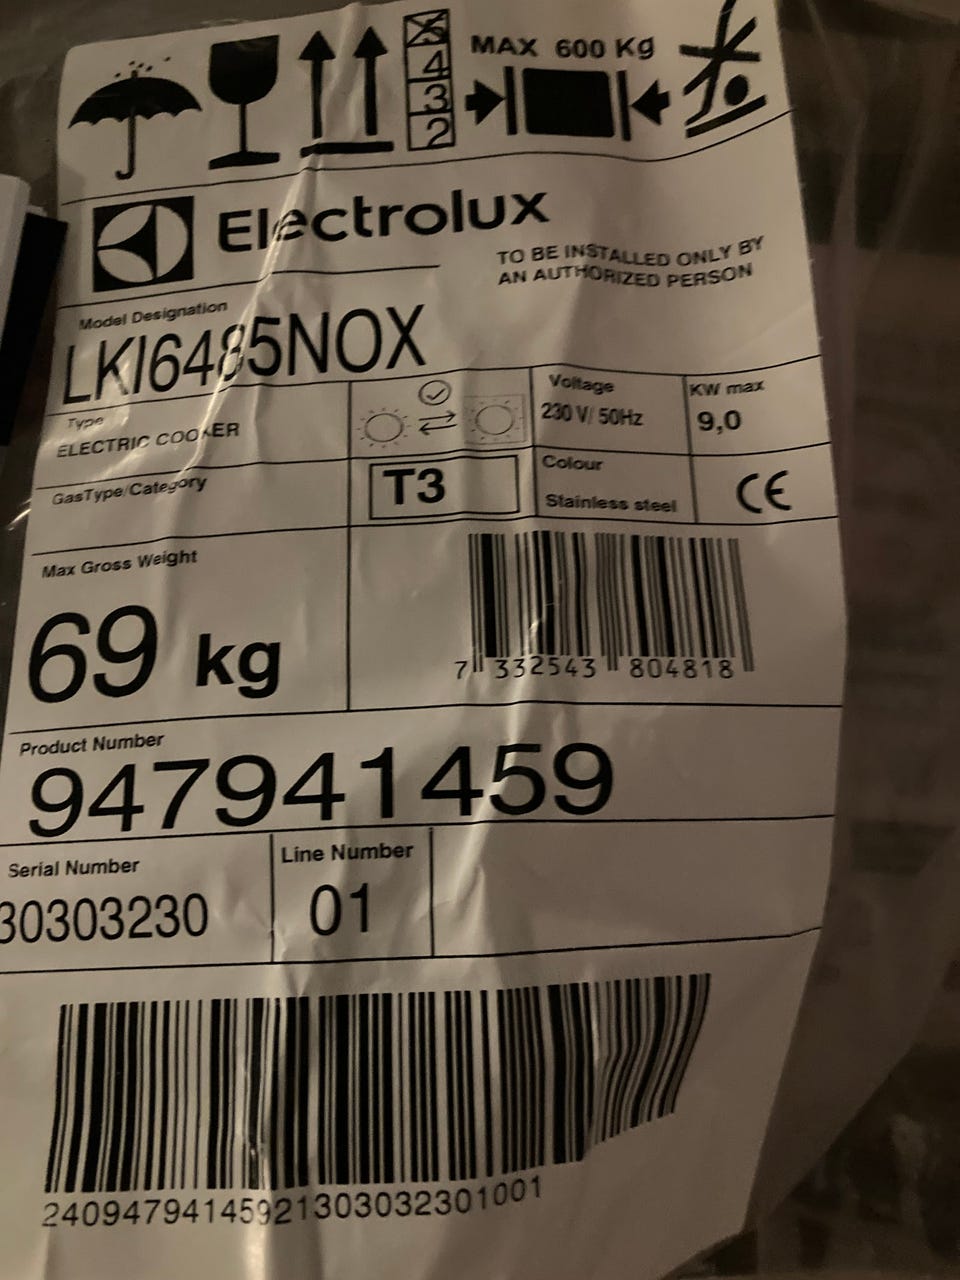 4
3
2
MAX 600 Kg
Electrolux
TO BE INSTALLED ONLY BY
AN AUTHORIZED PERSON
Model Designation
LKI6485NOX
Type
ELECTRIC COOKER
Voltage
230 V/ 50Hz
KW max
9,0
GasType/Category
T3
Colour
Stainless steel
CE
Max Gross Weight
69 kg
7 332543 804818
Product Number
947941459
Serial Number
30303230
Line Number
01
24094794145921303032301001